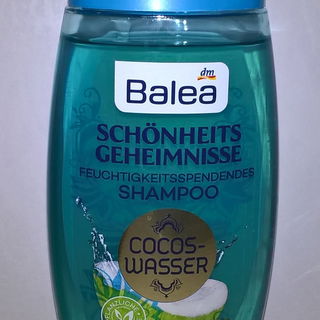 dm
Balea
SCHÖNHEITS
GEHEIMNISSE
FEUCHTIGKEITSSPENDENDES
SHAMPOO
COCOS-
WASSER